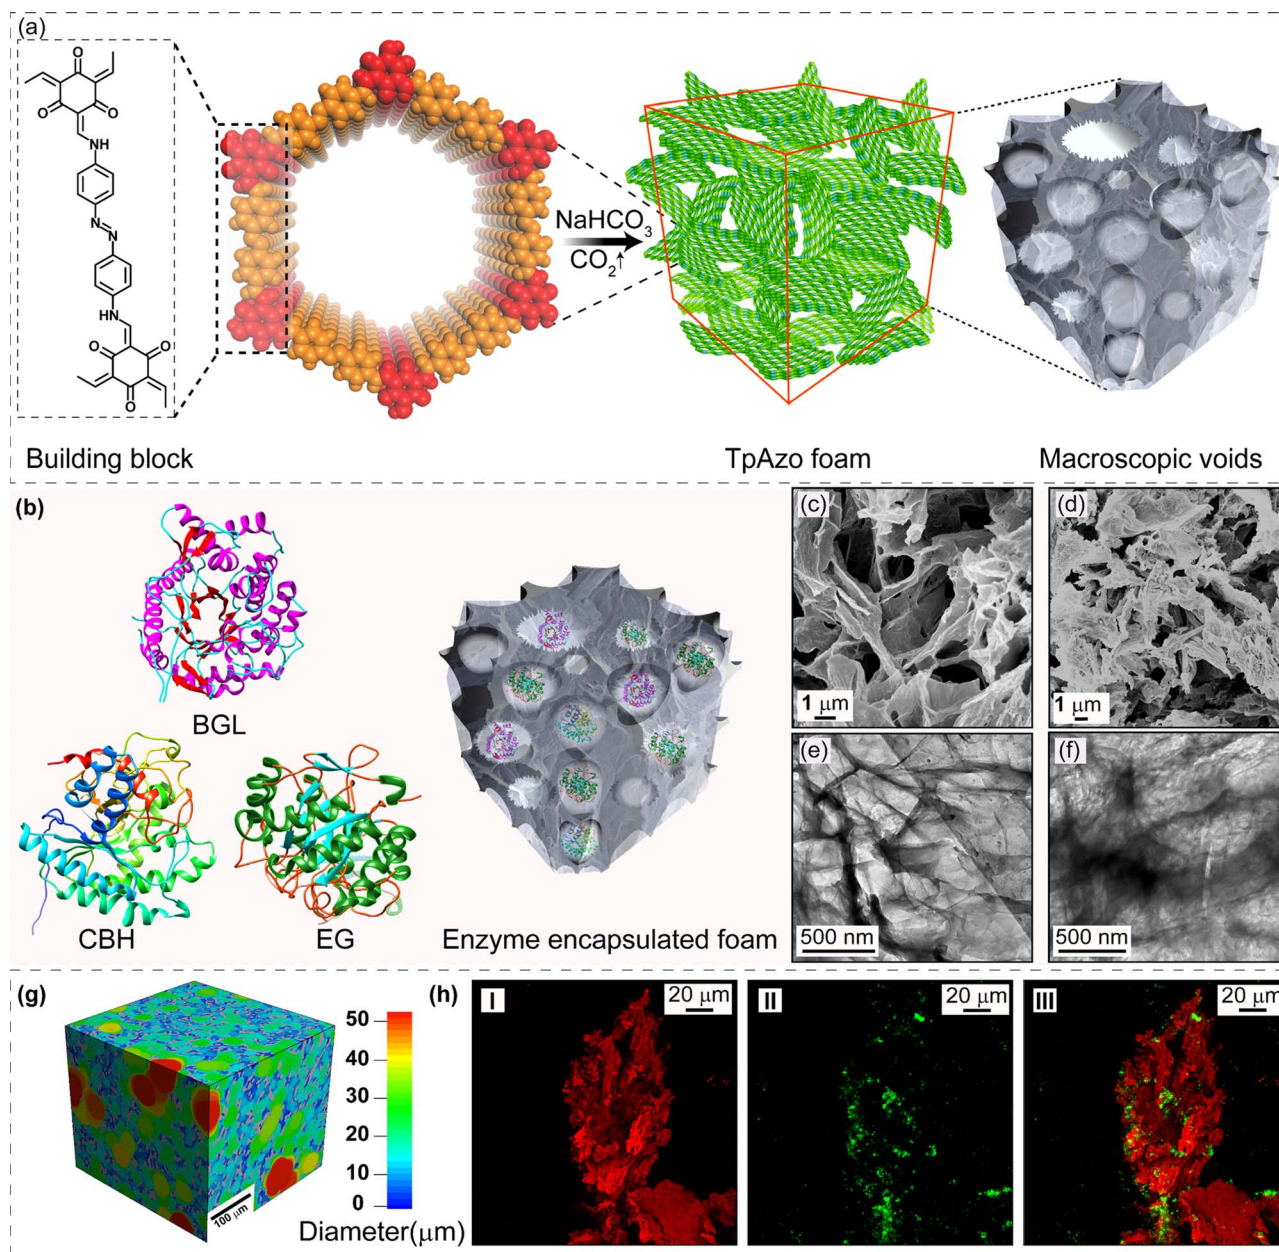 (a)
O
O
O
NH
N
N
HN
O
O
O
NaHCO3
CO2↑
Building block
TpAzo foam
Macroscopic voids
(b)
BGL
CBH
EG
Enzyme encapsulated foam
(c)
1 μm
(d)
1 μm
(e)
500 nm
(f)
500 nm
(g)
100 μm
50
40
30
20
10
0
Diameter(μm)
(h)
I
20 μm
II
20 μm
III
20 μm